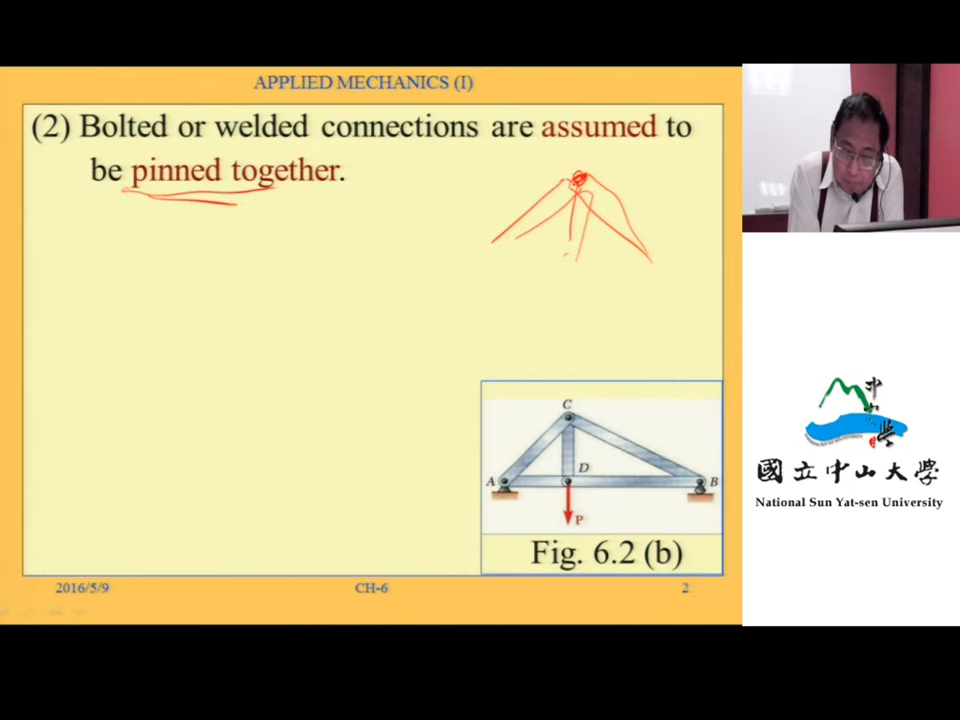 APPLIED MECHANICS (I)
(2) Bolted or welded connections are assumed to
be pinned together.
C
A
D
B
P
Fig. 6.2 (b)
2016/5/9
CH-6
2
國立中山大學
National Sun Yat-sen University